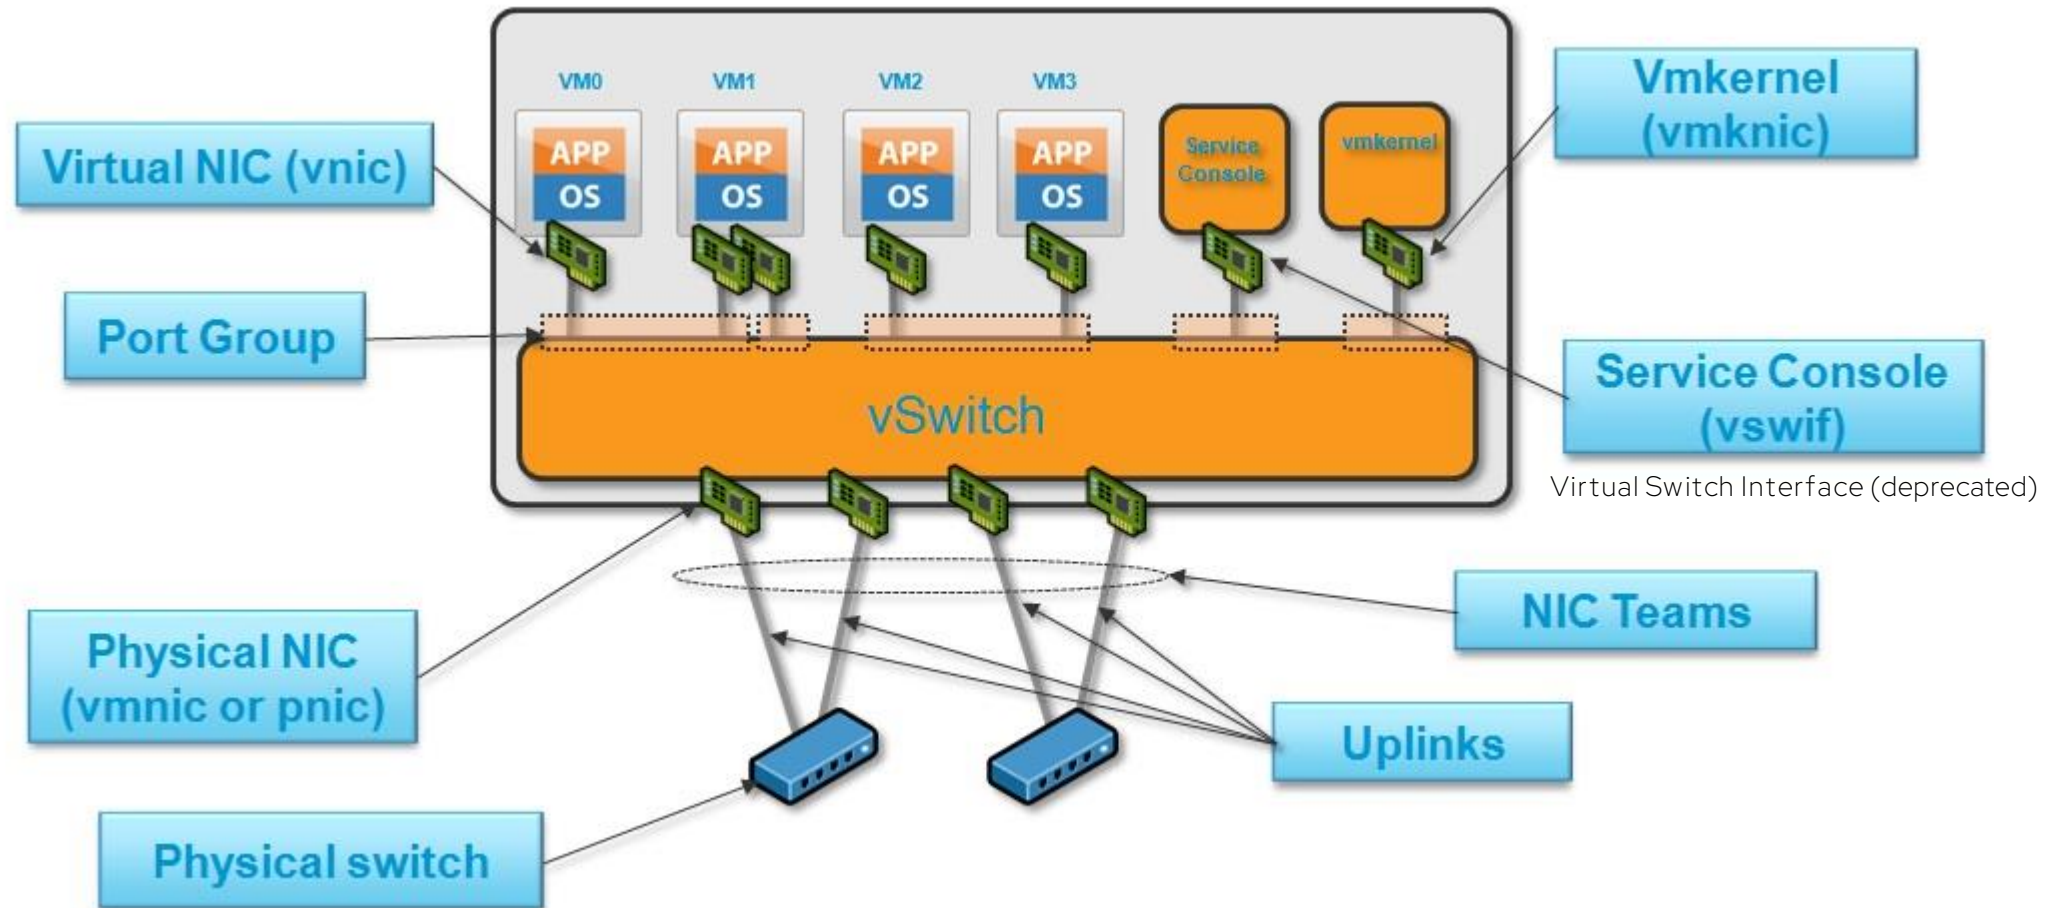 VM0
VM1
VM2
VM3
Vmkernel
(vmknic)
Virtual NIC (vnic)
APP
OS
APP
OS
APP
OS
APP
OS
Service
Console
vmkernel
Port Group
vSwitch
Service Console
(vswif)
Virtual Switch Interface (deprecated)
NIC Teams
Physical NIC
(vmnic or pnic)
Uplinks
Physical switch